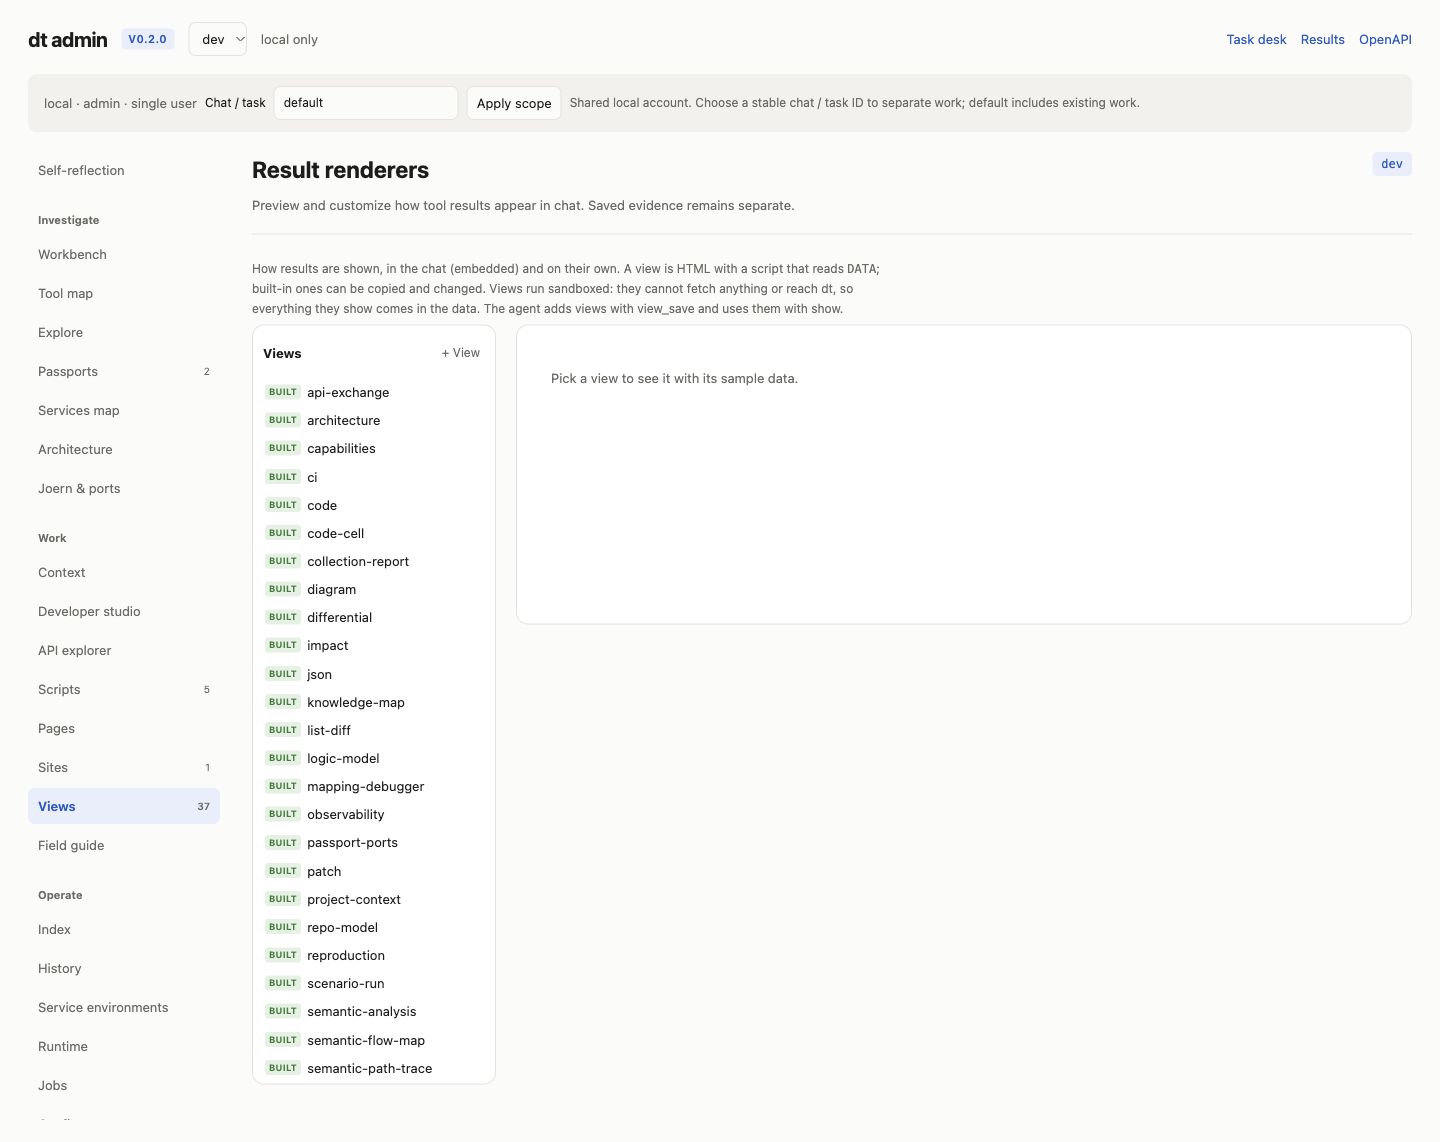 dt admin V0.2.0 dev local only Task desk Results OpenAPI
local · admin · single user Chat / task default Apply scope Shared local account. Choose a stable chat / task ID to separate work; default includes existing work.
Self-reflection
Investigate
Workbench
Tool map
Explore
Passports 2
Services map
Architecture
Joern & ports
Work
Context
Developer studio
API explorer
Scripts 5
Pages
Sites 1
Views 37
Field guide
Operate
Index
History
Service environments
Runtime
Jobs
Result renderers dev
Preview and customize how tool results appear in chat. Saved evidence remains separate.
How results are shown, in the chat (embedded) and on their own. A view is HTML with a script that reads DATA;
built-in ones can be copied and changed. Views run sandboxed: they cannot fetch anything or reach dt, so
everything they show comes in the data. The agent adds views with view_save and uses them with show.
Views + View
BUILT api-exchange
BUILT architecture
BUILT capabilities
BUILT ci
BUILT code
BUILT code-cell
BUILT collection-report
BUILT diagram
BUILT differential
BUILT impact
BUILT json
BUILT knowledge-map
BUILT list-diff
BUILT logic-model
BUILT mapping-debugger
BUILT observability
BUILT passport-ports
BUILT patch
BUILT project-context
BUILT repo-model
BUILT reproduction
BUILT scenario-run
BUILT semantic-analysis
BUILT semantic-flow-map
BUILT semantic-path-trace
Pick a view to see it with its sample data.